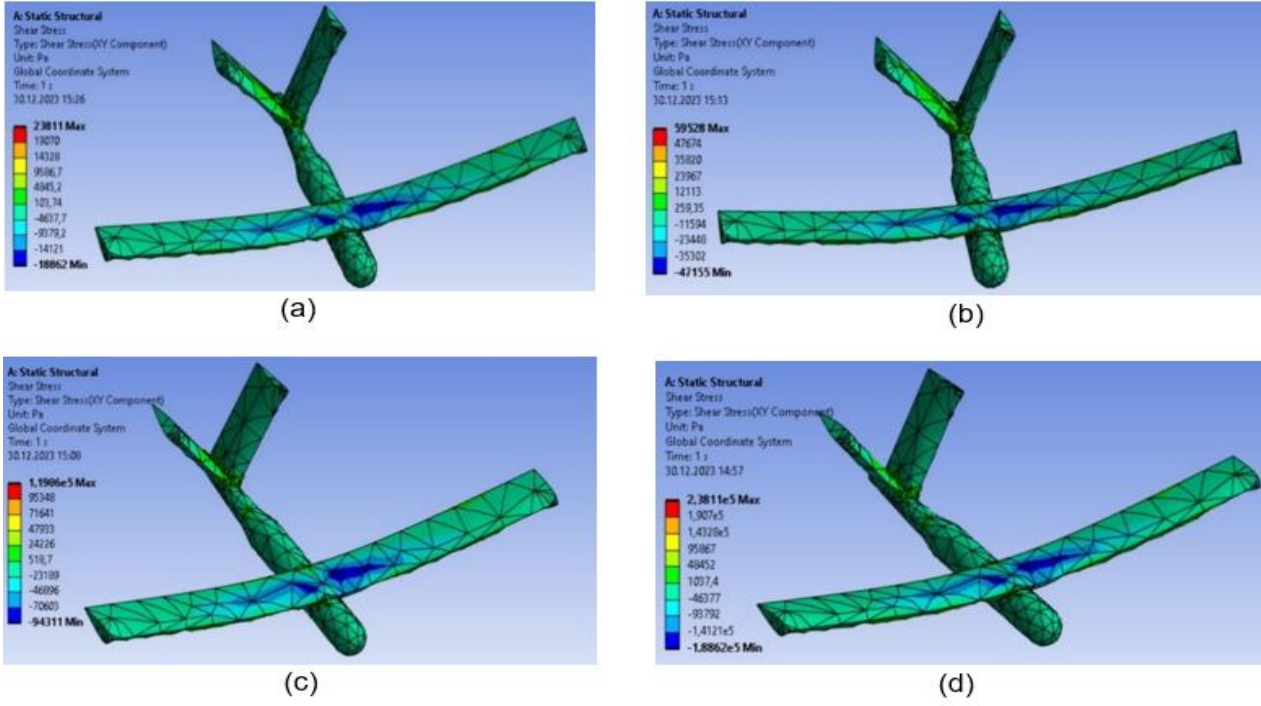 A: Static Structural
Shear Stress
Type: Shear Stress(XY Component)
Unit: Pa
Global Coordinate System
Time: 1 s
30.12.2023 15:26
23811 Max
19070
14328
9586,7
4845,2
103,74
-4637,7
-9379,2
-14121
-18862 Min
(a)
A: Static Structural
Shear Stress
Type: Shear Stress(XY Component)
Unit: Pa
Global Coordinate System
Time: 1 s
30.12.2023 15:13
59528 Max
47674
35820
23967
12113
259,35
-11594
-23448
-35302
-47155 Min
(b)
A: Static Structural
Shear Stress
Type: Shear Stress(XY Component)
Unit: Pa
Global Coordinate System
Time: 1 s
30.12.2023 15:08
1,1906e5 Max
95348
71641
47933
24226
518,7
-23189
-46896
-70603
-94311 Min
(c)
A: Static Structural
Shear Stress
Type: Shear Stress(XY Component)
Unit: Pa
Global Coordinate System
Time: 1 s
30.12.2023 14:57
2,3811e5 Max
1,907e5
1,4328e5
95867
48452
1037,4
-46377
-93792
-1,4121e5
-1,8862e5 Min
(d)